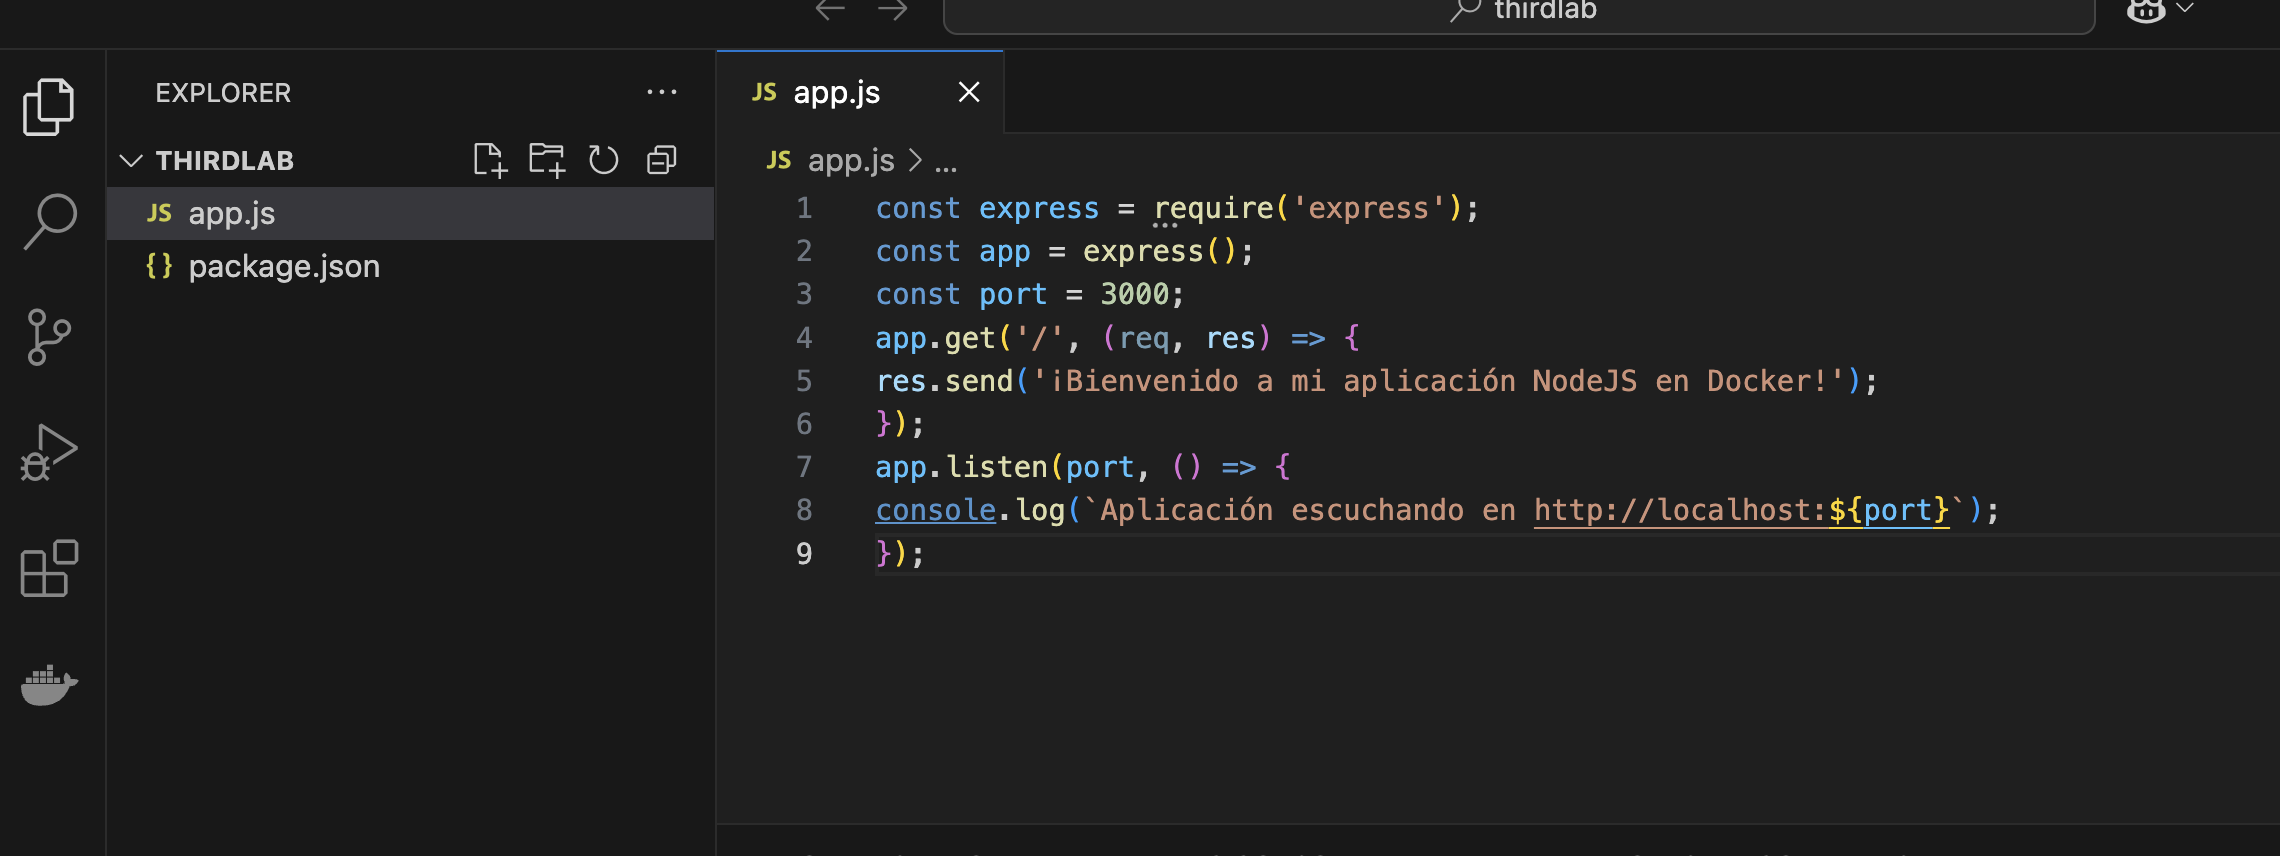 thirdlab
EXPLORER
THIRDLAB
JS app.js
{} package.json
JS app.js
JS app.js > ...
1 const express = require('express');
2 const app = express();
3 const port = 3000;
4 app.get('/', (req, res) => {
5 res.send('¡Bienvenido a mi aplicación NodeJS en Docker!');
6 });
7 app.listen(port, () => {
8 console.log(`Aplicación escuchando en http://localhost:${port}`);
9 });